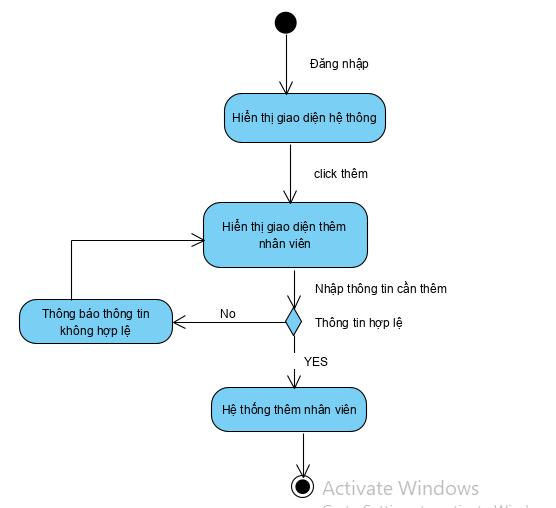 Đăng nhập
Hiển thị giao diện hệ thông
click thêm
Hiển thị giao diện thêm
nhân viên
Nhập thông tin cần thêm
Thông báo thông tin
không hợp lệ
No
Thông tin hợp lệ
YES
Hệ thống thêm nhân viên
Activate Windows